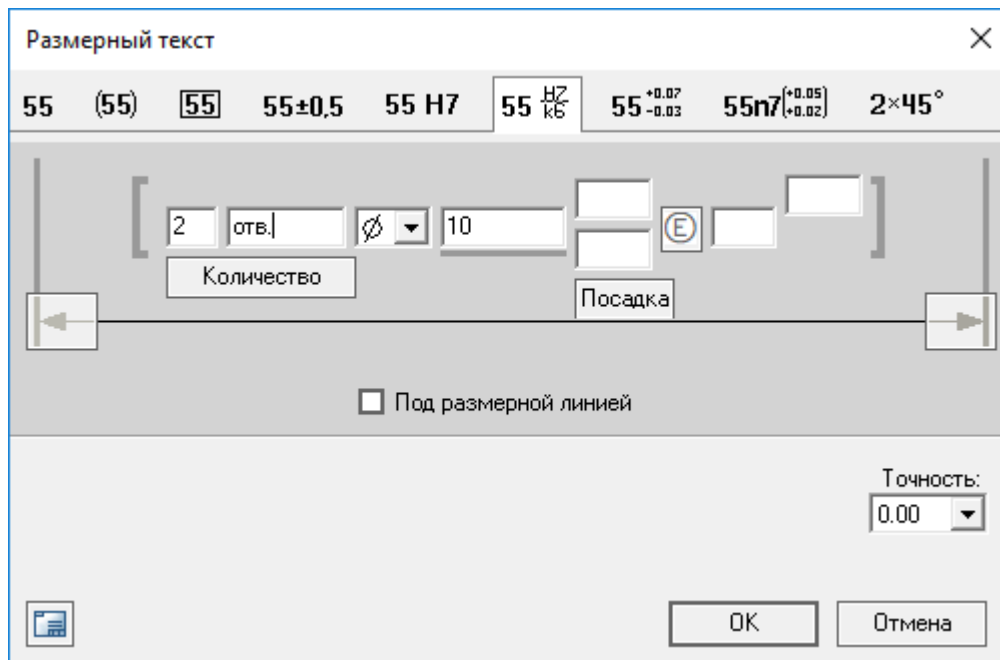 Размерный текст
55 (55) 55 55±0,5 55 H7 55 H7 k6 55 +0.07 -0.03 55n7(+0.05 +0.02) 2×45°
2 отв. Ø 10 E
Количество
Посадка
Под размерной линией
Точность:
0.00
OK Отмена